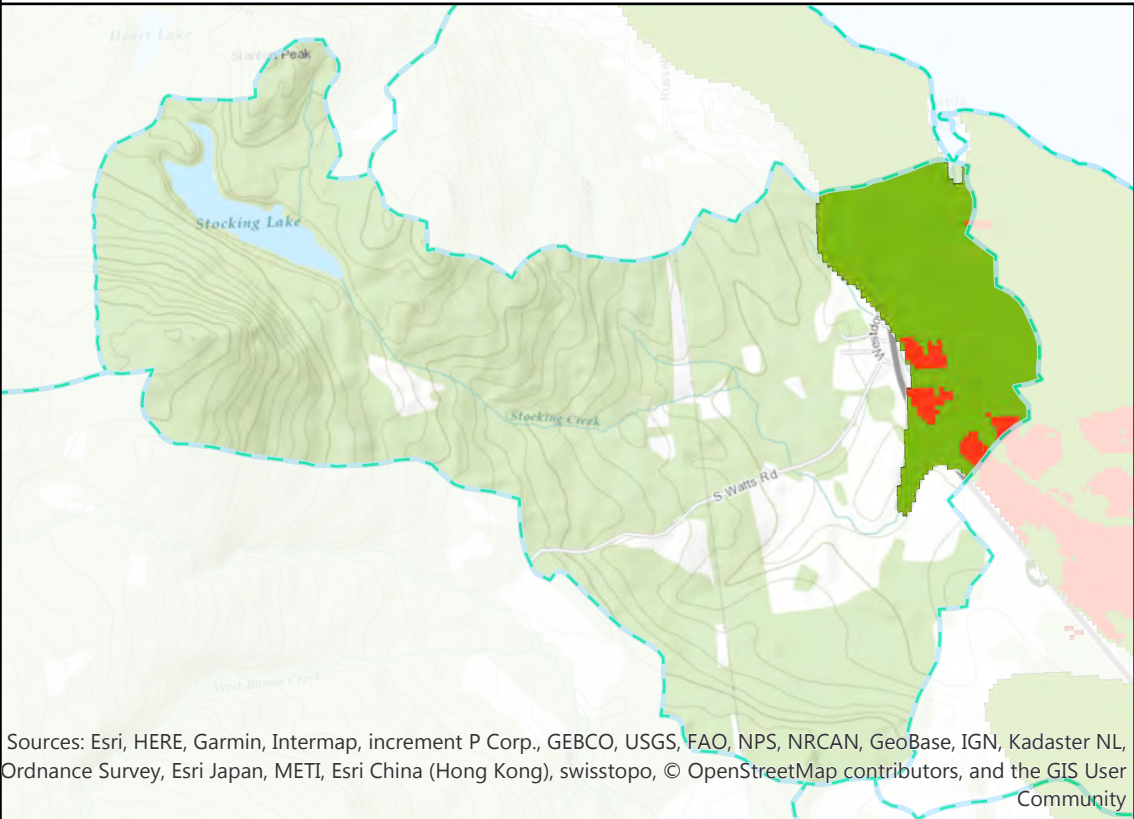 Heart Lake
Stanton Peak
Stocking Lake
Stocking Creek
S Watts Rd
West Banon Creek
Sources: Esri, HERE, Garmin, Intermap, increment P Corp., GEBCO, USGS, FAO, NPS, NRCAN, GeoBase, IGN, Kadaster NL,
Ordnance Survey, Esri Japan, METI, Esri China (Hong Kong), swisstopo, © OpenStreetMap contributors, and the GIS User
Community